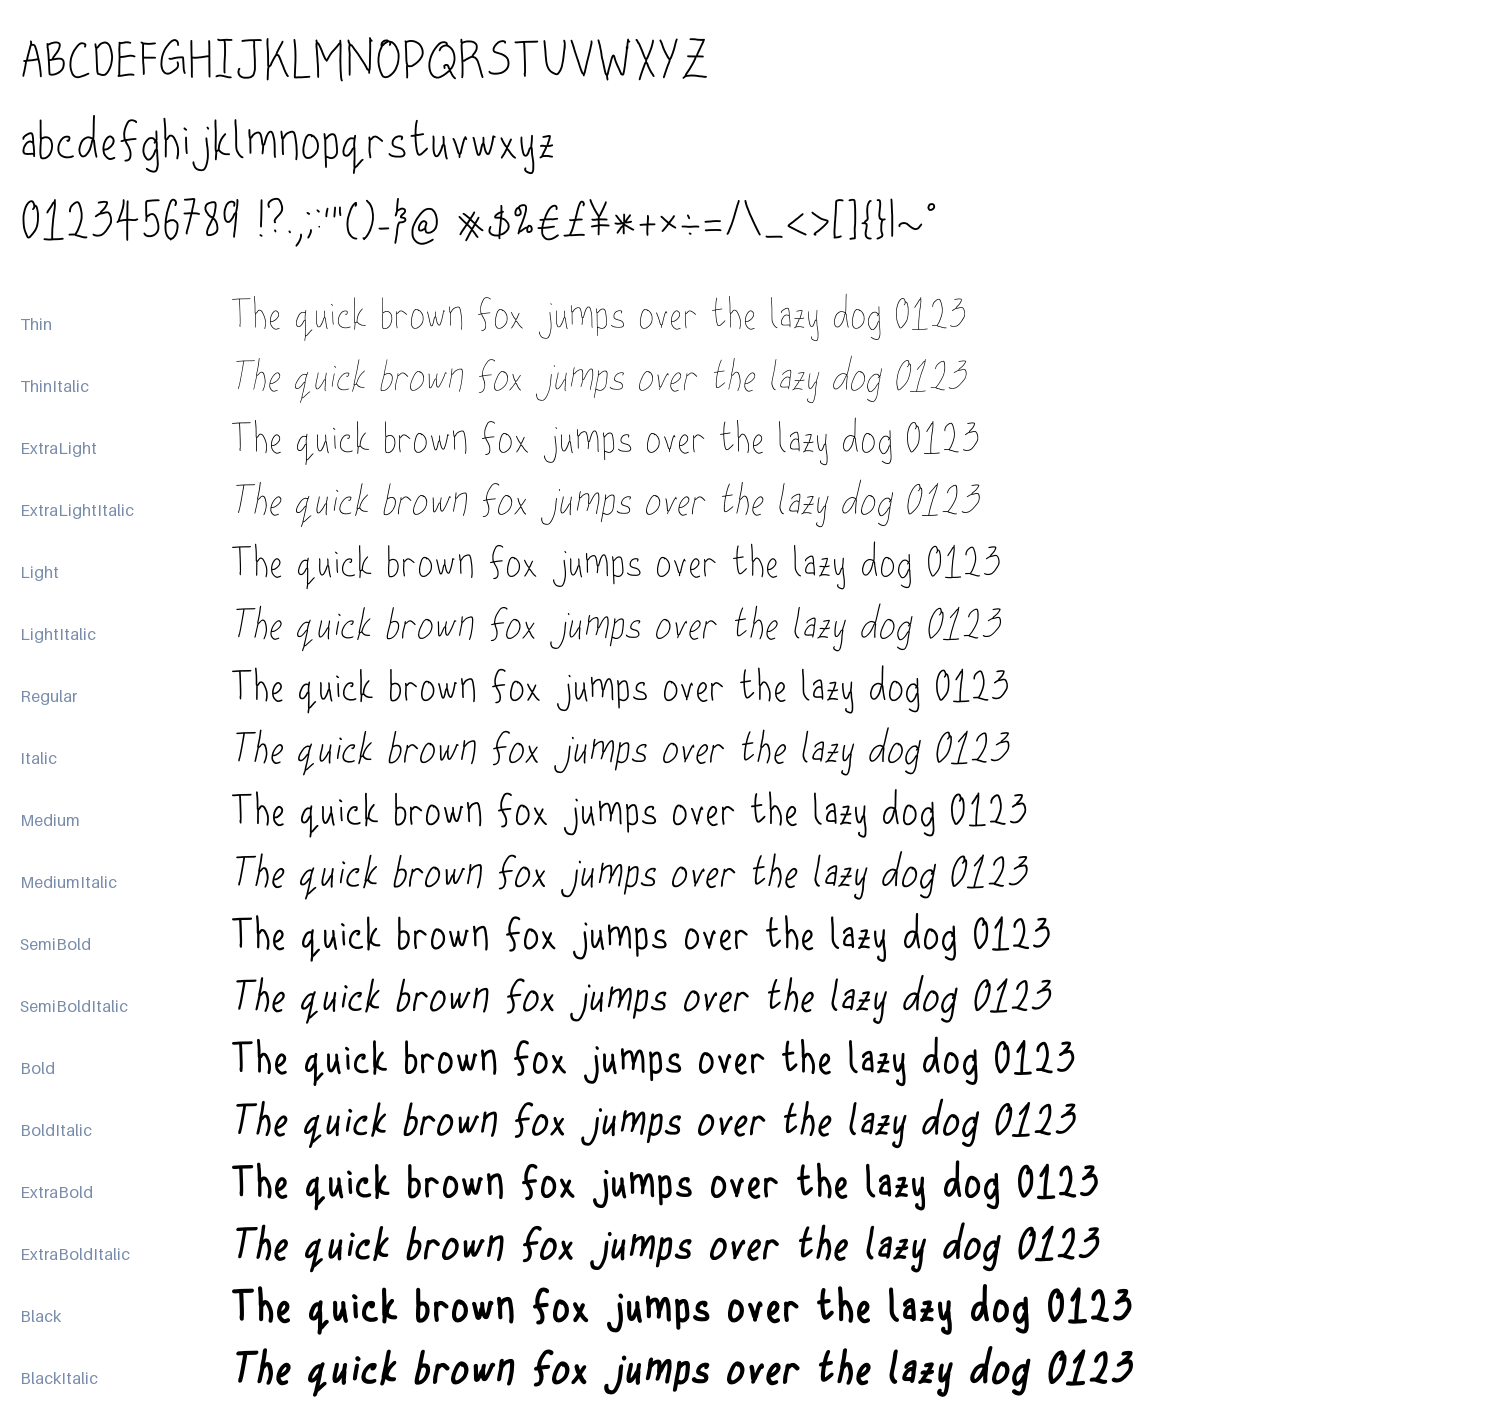 ABCDEFGHIJKLMNOPQRSTUVWXYZ
abcdefghijklmnopqrstuvwxyz
0123456789 !?.,;:'"()-&@ #$%€£¥*+×÷=/\_<>[]{}|~°
Thin The quick brown fox jumps over the lazy dog 0123
ThinItalic The quick brown fox jumps over the lazy dog 0123
ExtraLight The quick brown fox jumps over the lazy dog 0123
ExtraLightItalic The quick brown fox jumps over the lazy dog 0123
Light The quick brown fox jumps over the lazy dog 0123
LightItalic The quick brown fox jumps over the lazy dog 0123
Regular The quick brown fox jumps over the lazy dog 0123
Italic The quick brown fox jumps over the lazy dog 0123
Medium The quick brown fox jumps over the lazy dog 0123
MediumItalic The quick brown fox jumps over the lazy dog 0123
SemiBold The quick brown fox jumps over the lazy dog 0123
SemiBoldItalic The quick brown fox jumps over the lazy dog 0123
Bold The quick brown fox jumps over the lazy dog 0123
BoldItalic The quick brown fox jumps over the lazy dog 0123
ExtraBold The quick brown fox jumps over the lazy dog 0123
ExtraBoldItalic The quick brown fox jumps over the lazy dog 0123
Black The quick brown fox jumps over the lazy dog 0123
BlackItalic The quick brown fox jumps over the lazy dog 0123